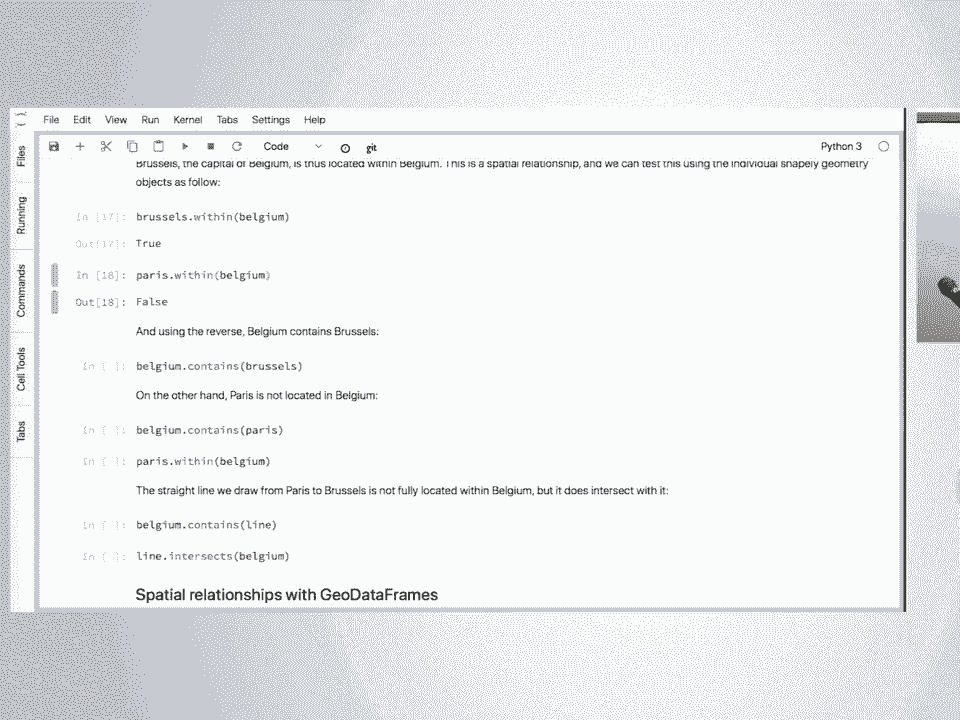 File Edit View Run Kernel Tabs Settings Help
Code
git
Python 3
Files
Running
Commands
Cell Tools
Tabs
Brussels, the capital of Belgium, is thus located within Belgium. This is a spatial relationship, and we can test this using the individual shapely geometry
objects as follow:
In [17]: brussels.within(belgium)
Out[17]: True
In [18]: paris.within(belgium)
Out[18]: False
And using the reverse, Belgium contains Brussels:
In [ ]: belgium.contains(brussels)
On the other hand, Paris is not located in Belgium:
In [ ]: belgium.contains(paris)
In [ ]: paris.within(belgium)
The straight line we draw from Paris to Brussels is not fully located within Belgium, but it does intersect with it:
In [ ]: belgium.contains(line)
In [ ]: line.intersects(belgium)
Spatial relationships with GeoDataFrames